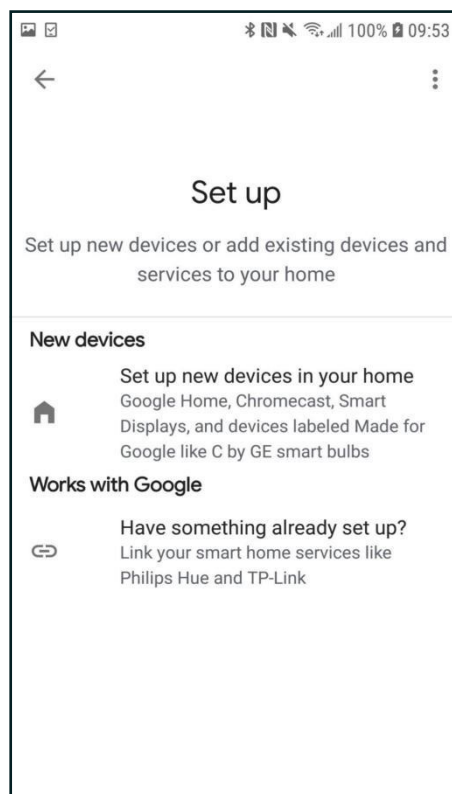 100% 09:53
Set up
Set up new devices or add existing devices and
services to your home
New devices
Set up new devices in your home
Google Home, Chromecast, Smart
Displays, and devices labeled Made for
Google like C by GE smart bulbs
Works with Google
Have something already set up?
Link your smart home services like
Philips Hue and TP-Link